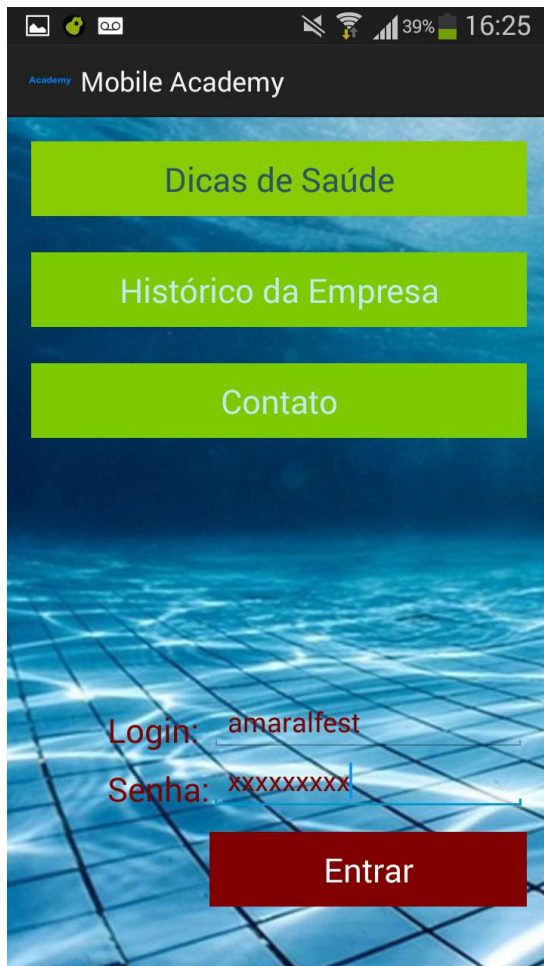 39% 16:25
Academy Mobile Academy
Dicas de Saúde
Histórico da Empresa
Contato
Login: amaralfest
Senha: xxxxxxxxx
Entrar